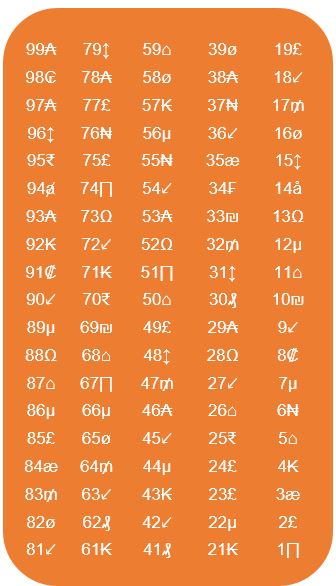 99₳ 79↨ 59⌂ 39ø 19£
98₢ 78₳ 58ø 38₳ 18↙
97₳ 77£ 57₭ 37₦ 17₥
96↨ 76₦ 56µ 36↙ 16ø
95₹ 75£ 55₦ 35æ 15↨
94ⱥ 74∏ 54↙ 34₣ 14å
93₳ 73Ω 53₳ 33₪ 13Ω
92₭ 72↙ 52Ω 32₥ 12µ
91₡ 71₭ 51∏ 31↨ 11⌂
90↙ 70₹ 50⌂ 30₰ 10₪
89µ 69₪ 49£ 29₳ 9↙
88Ω 68⌂ 48↨ 28Ω 8₡
87⌂ 67∏ 47₥ 27↙ 7µ
86µ 66µ 46₳ 26⌂ 6₦
85£ 65ø 45↙ 25₹ 5⌂
84æ 64₥ 44µ 24£ 4₭
83₥ 63↙ 43₭ 23£ 3æ
82ø 62₰ 42↙ 22µ 2£
81↙ 61₭ 41₰ 21₭ 1∏